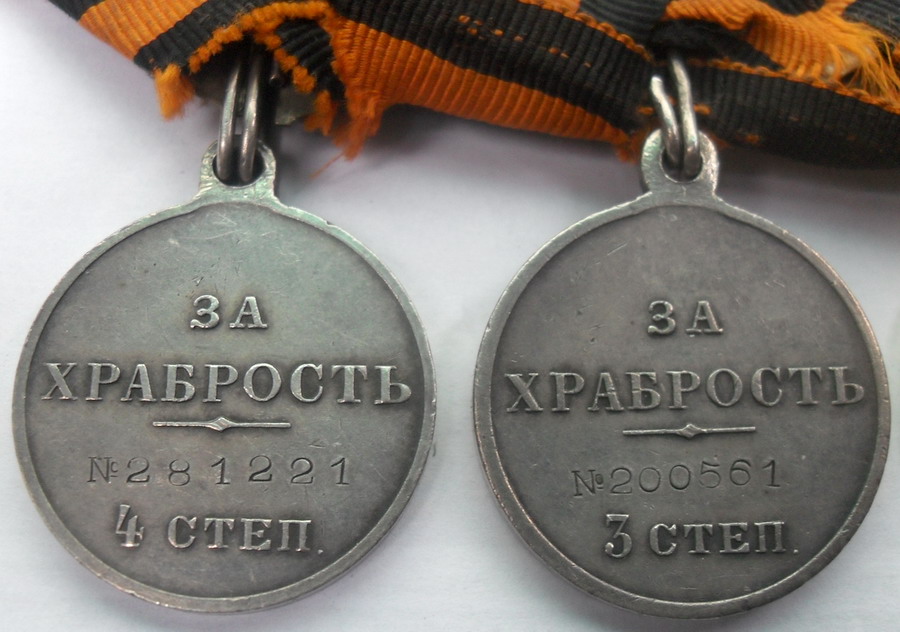 ЗА
ХРАБРОСТЬ
№281221
4 СТЕП.
ЗА
ХРАБРОСТЬ
№200561
3 СТЕП.